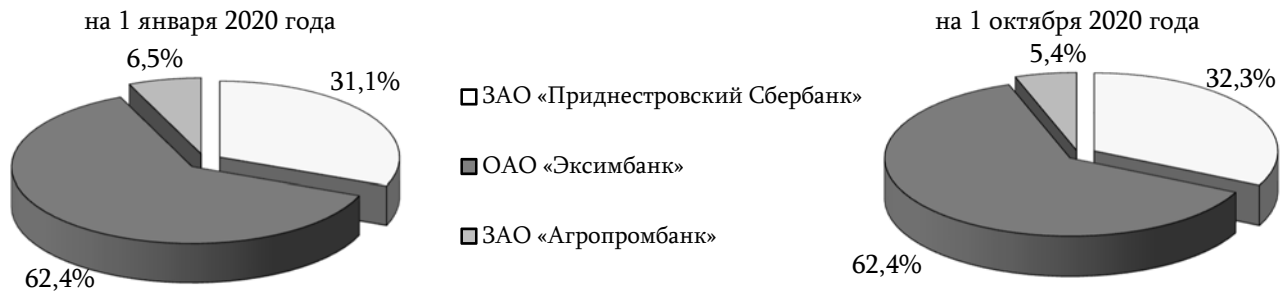 на 1 января 2020 года
6,5%
31,1%
62,4%
ЗАО «Приднестровский Сбербанк»
ОАО «Эксимбанк»
ЗАО «Агропромбанк»
на 1 октября 2020 года
5,4%
32,3%
62,4%